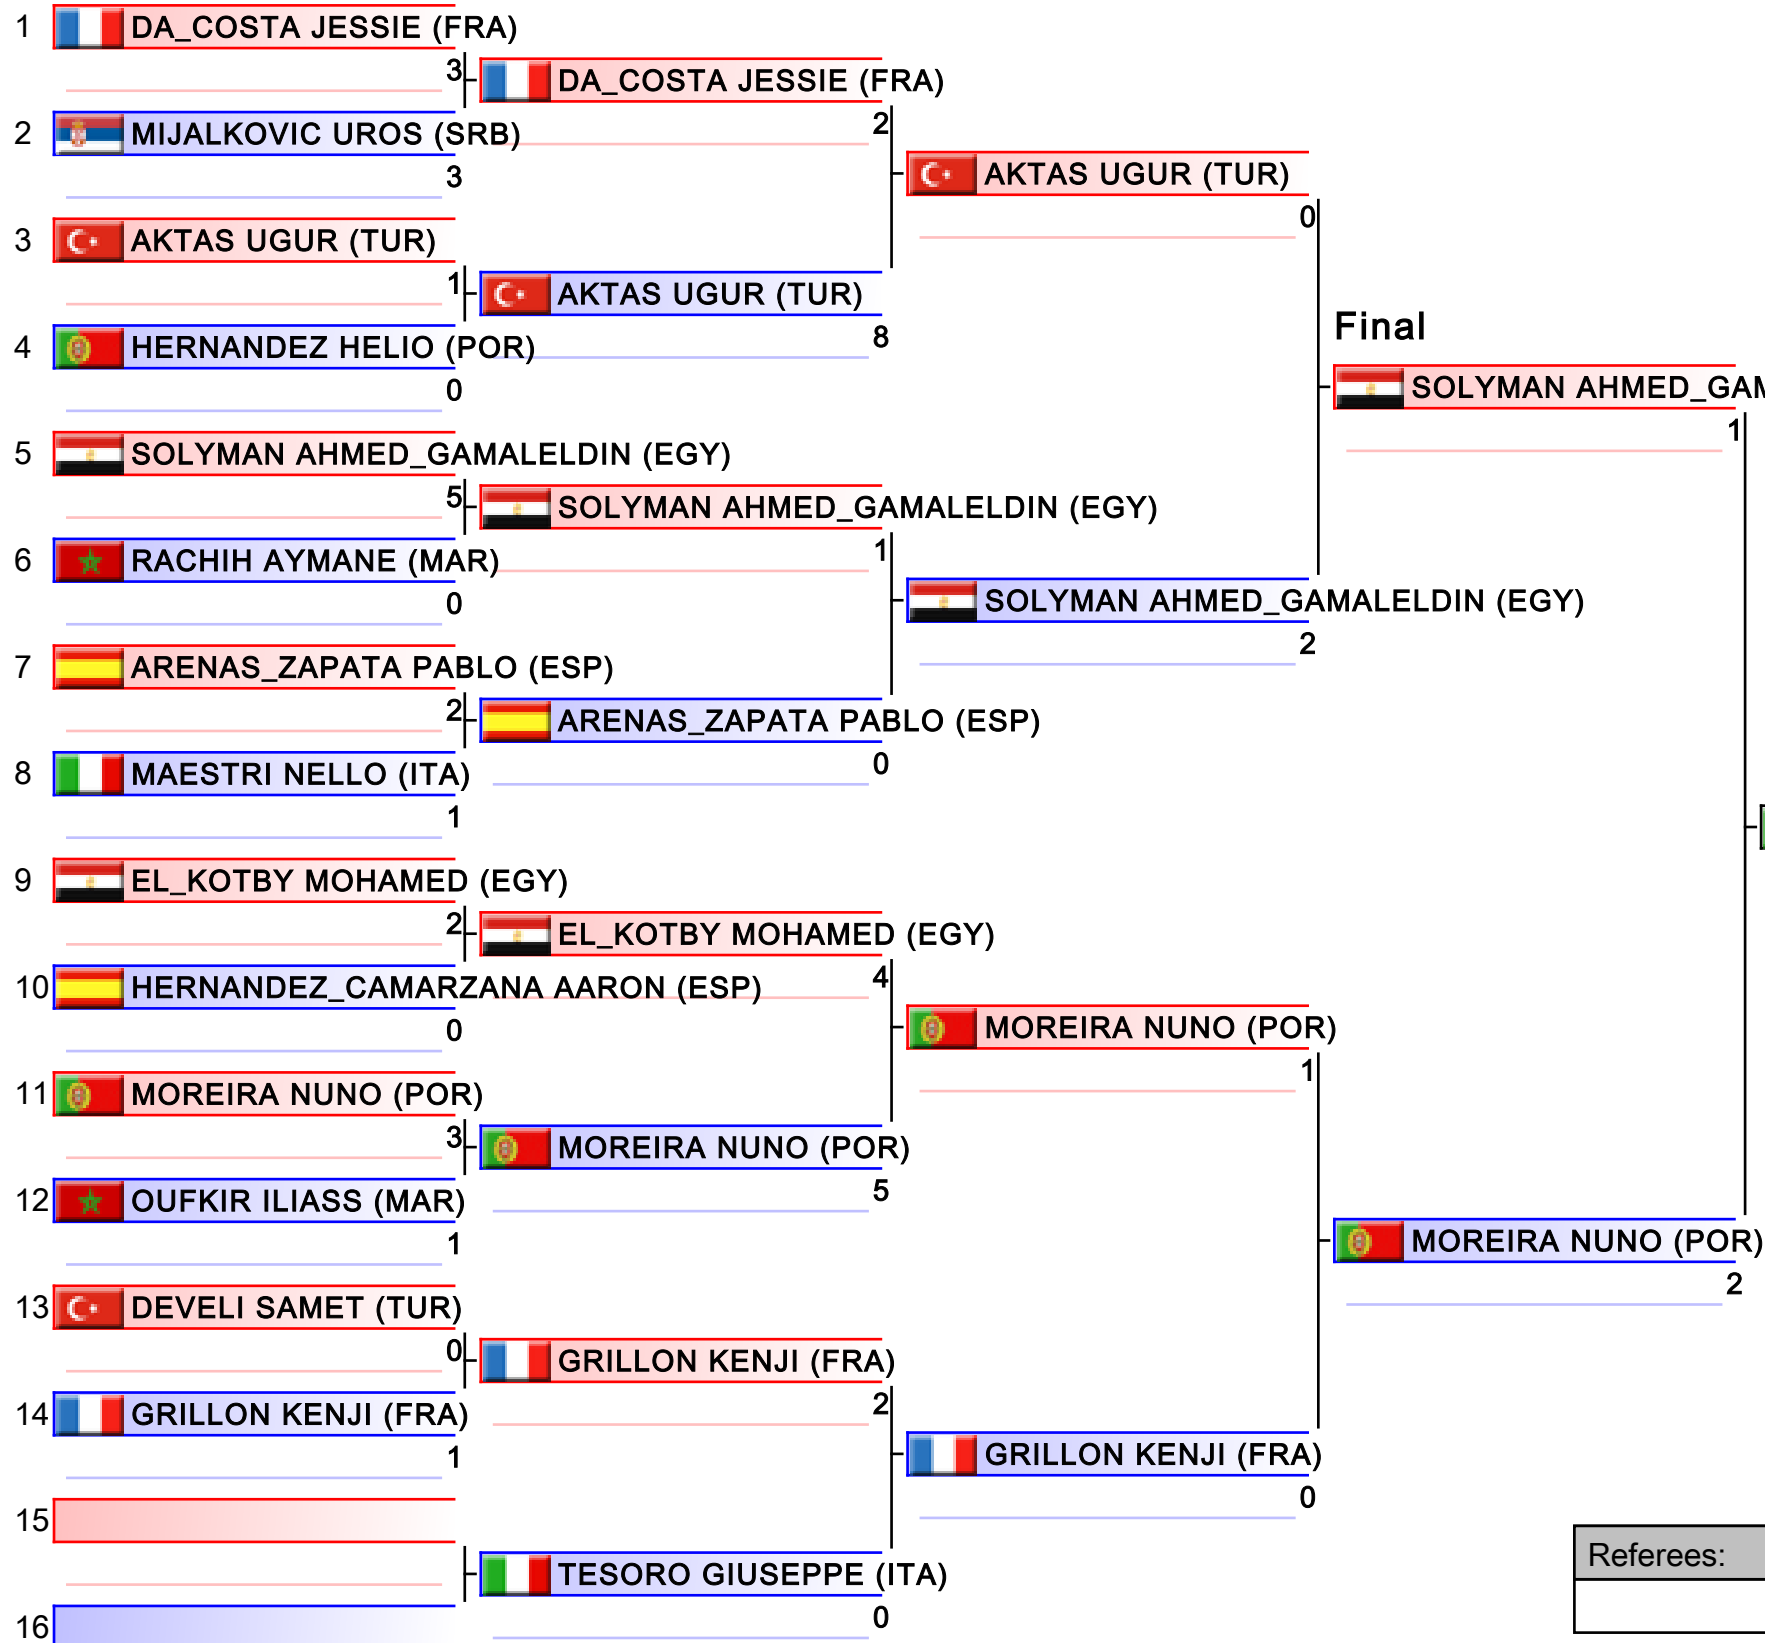 1 DA_COSTA JESSIE (FRA)
3 DA_COSTA JESSIE (FRA)
2
2 MIJALKOVIC UROS (SRB)
3
AKTAS UGUR (TUR)
0
3 AKTAS UGUR (TUR)
1 AKTAS UGUR (TUR)
8
4 HERNANDEZ HELIO (POR)
0
Final
SOLYMAN AHMED_GAM
1
5 SOLYMAN AHMED_GAMALELDIN (EGY)
5 SOLYMAN AHMED_GAMALELDIN (EGY)
1
6 RACHIH AYMANE (MAR)
0
SOLYMAN AHMED_GAMALELDIN (EGY)
2
7 ARENAS_ZAPATA PABLO (ESP)
2 ARENAS_ZAPATA PABLO (ESP)
0
8 MAESTRI NELLO (ITA)
1
9 EL_KOTBY MOHAMED (EGY)
2 EL_KOTBY MOHAMED (EGY)
4
10 HERNANDEZ_CAMARZANA AARON (ESP)
0
MOREIRA NUNO (POR)
1
11 MOREIRA NUNO (POR)
3 MOREIRA NUNO (POR)
5
12 OUFKIR ILIASS (MAR)
1
MOREIRA NUNO (POR)
2
13 DEVELI SAMET (TUR)
0 GRILLON KENJI (FRA)
2
14 GRILLON KENJI (FRA)
1
GRILLON KENJI (FRA)
0
15
TESORO GIUSEPPE (ITA)
0
16
Referees: